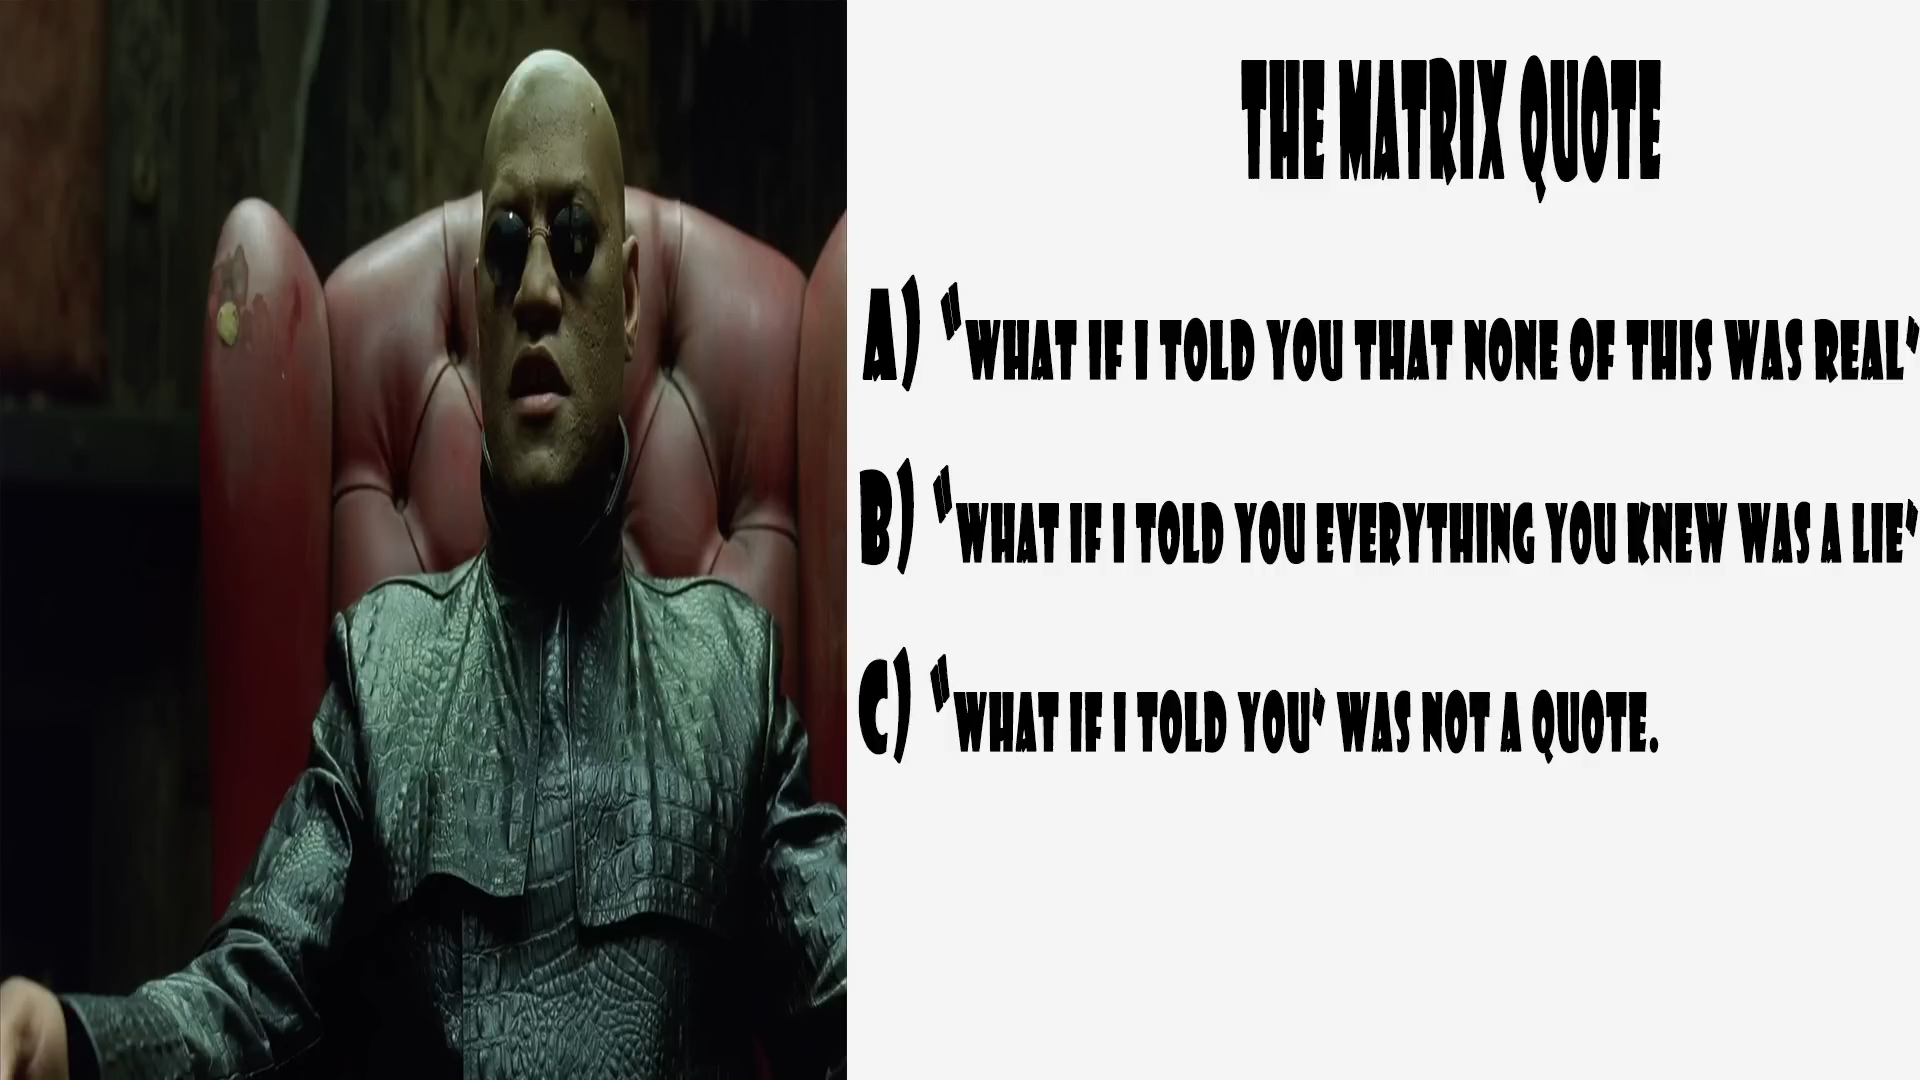 THE MATRIX QUOTE
A) "WHAT IF I TOLD YOU THAT NONE OF THIS WAS REAL"
B) "WHAT IF I TOLD YOU EVERYTHING YOU KNEW WAS A LIE"
C) "WHAT IF I TOLD YOU" WAS NOT A QUOTE.